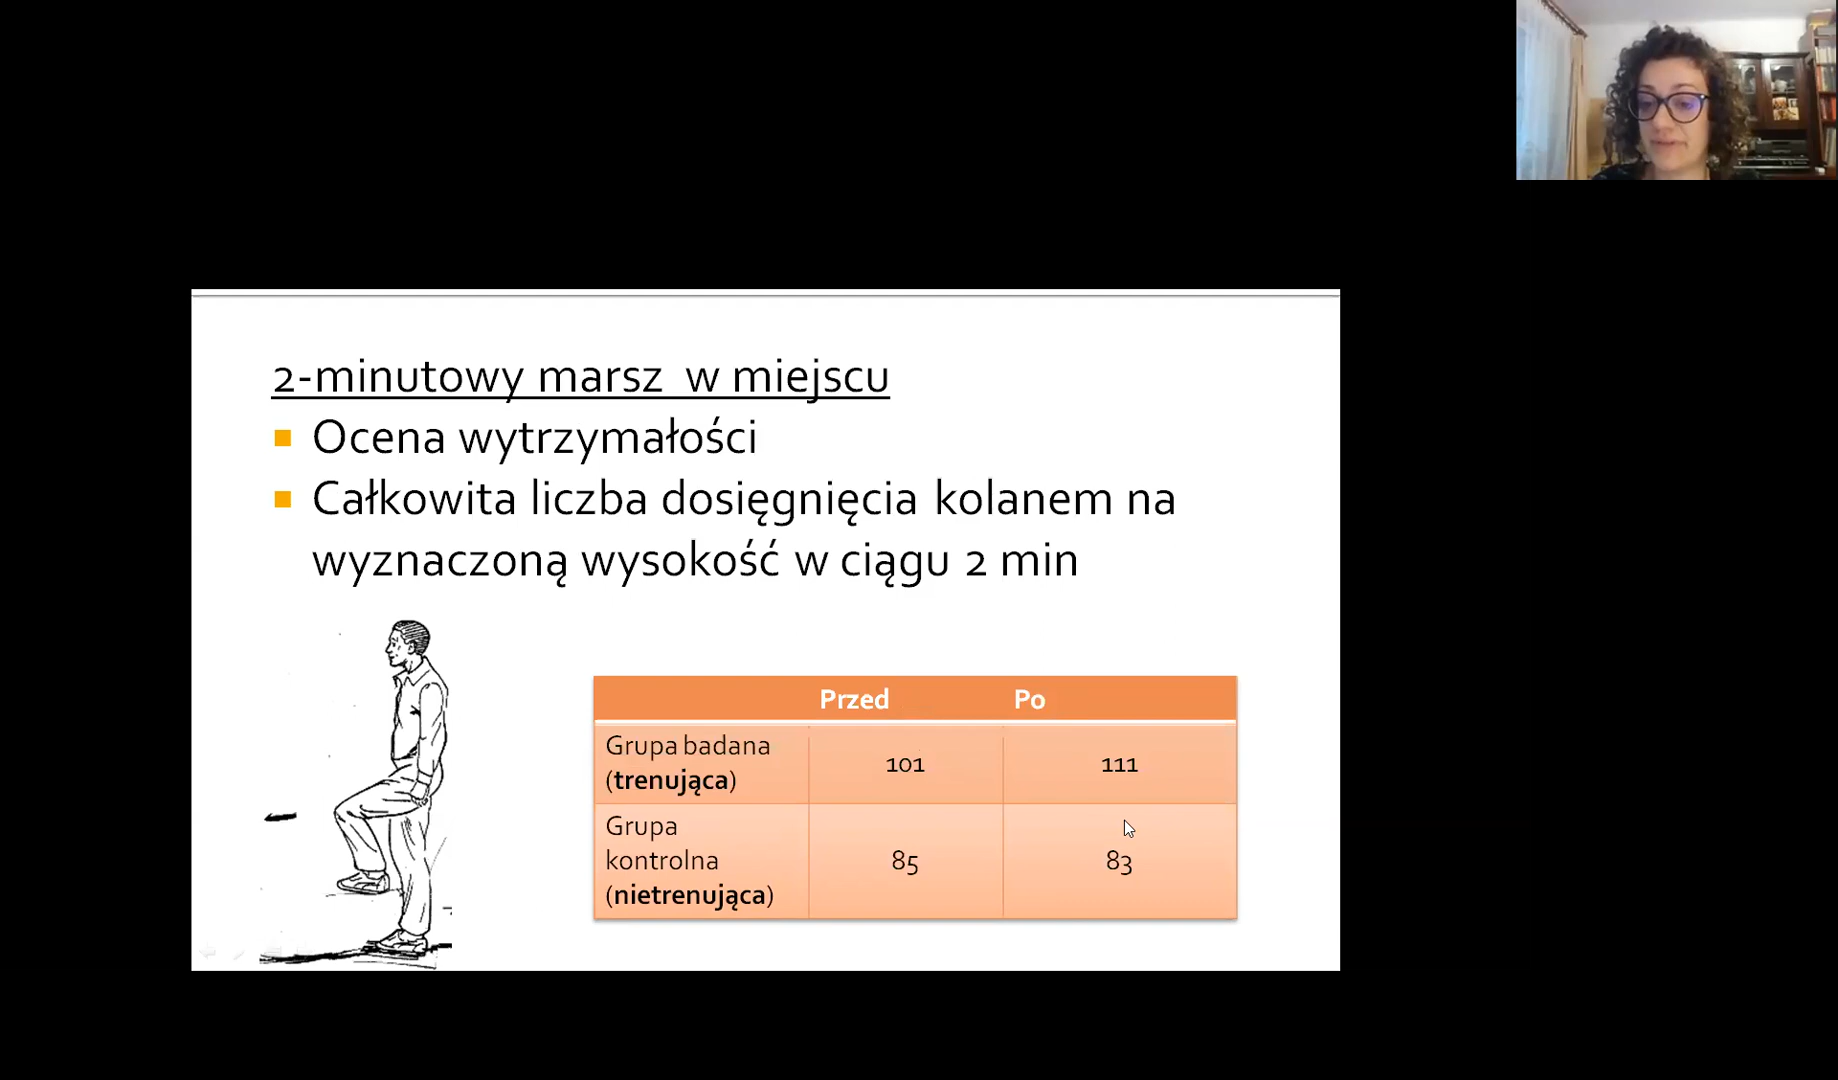 2-minutowy marsz w miejscu
Ocena wytrzymałości
Całkowita liczba dosięgnięcia kolanem na
wyznaczoną wysokość w ciągu 2 min
Przed Po
Grupa badana
(trenująca) 101 111
Grupa
kontrolna
(nietrenująca) 85 83